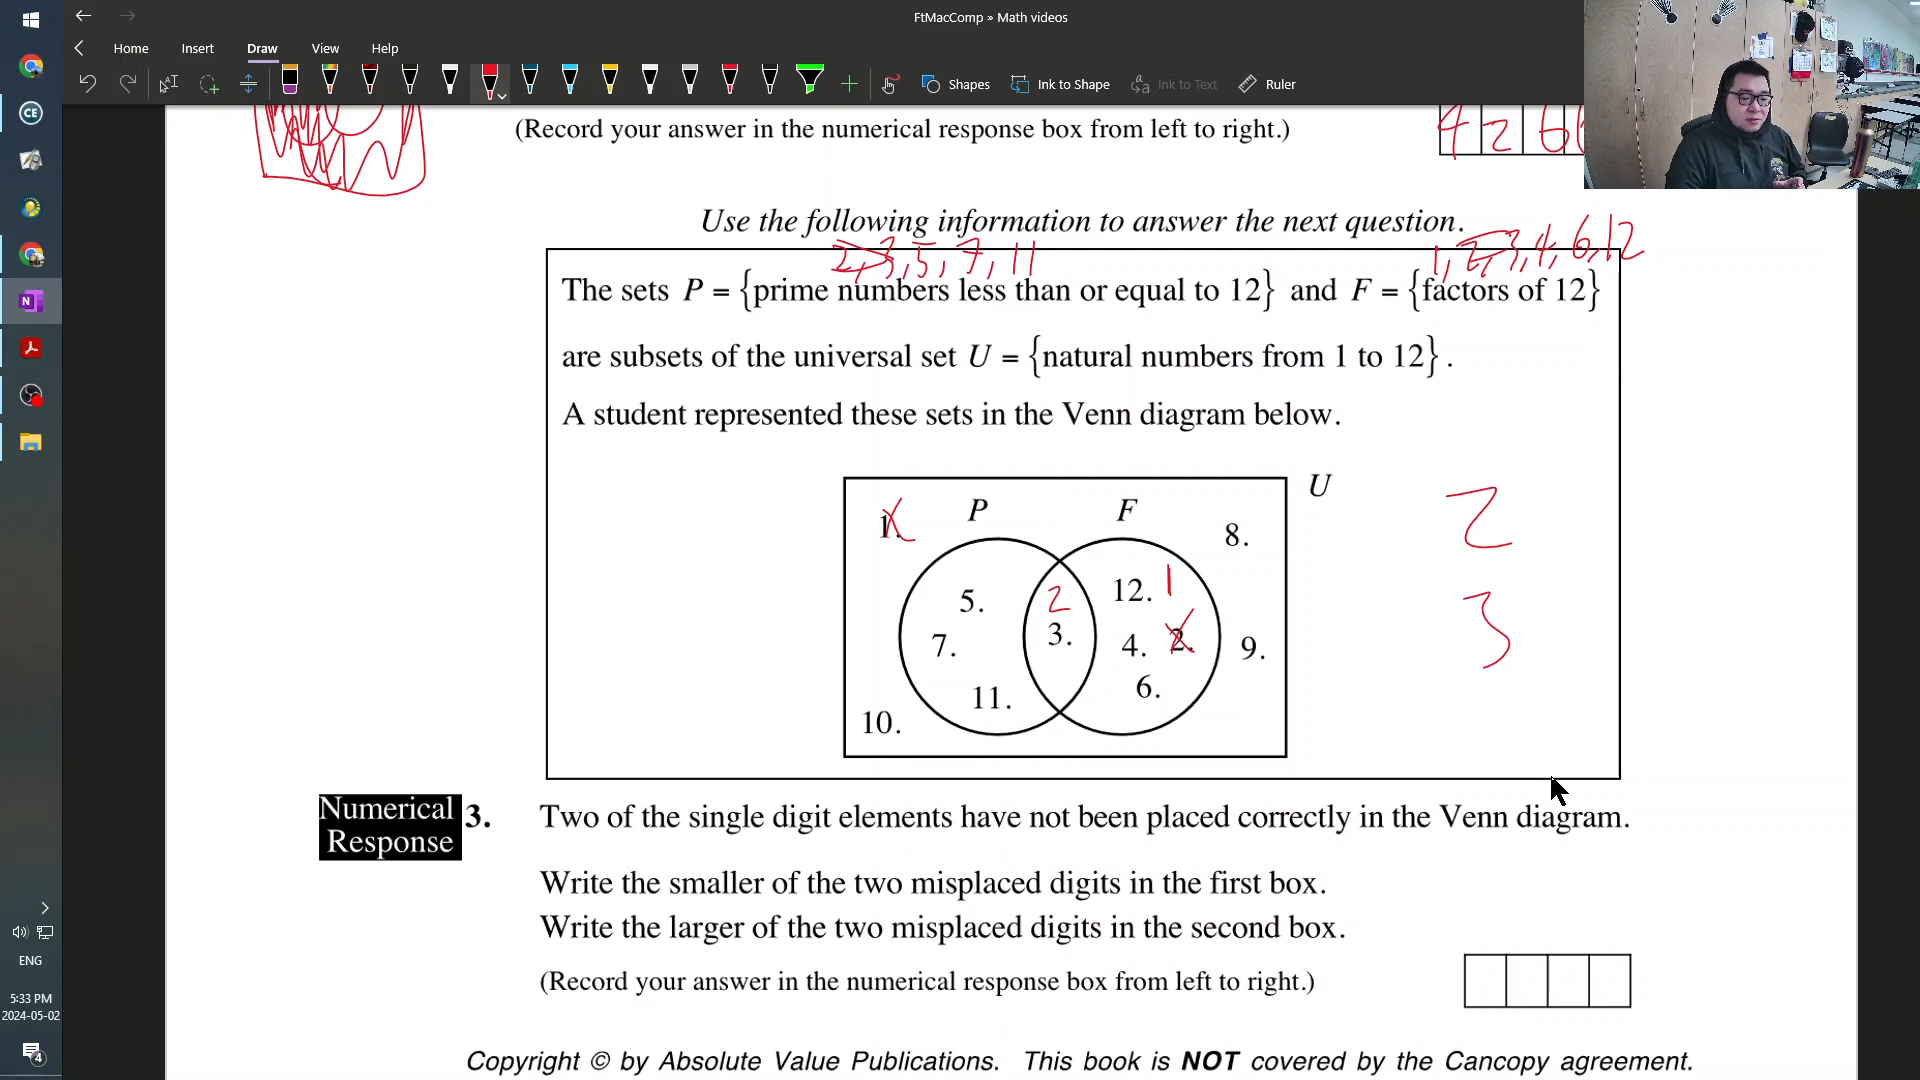 FtMacComp » Math videos
Home Insert Draw View Help
Shapes Ink to Shape Ink to Text Ruler
CE
N
(Record your answer in the numerical response box from left to right.)
4 2 6
Use the following information to answer the next question.
2, 3, 5, 7, 11
1, 2, 3, 4, 6, 12
The sets P = {prime numbers less than or equal to 12} and F = {factors of 12}
are subsets of the universal set U = {natural numbers from 1 to 12} .
A student represented these sets in the Venn diagram below.
U
P F
1. 8.
5. 2 12. 1
7. 3. 4. 2. 9.
11. 6.
10.
2
3
Numerical
Response
3. Two of the single digit elements have not been placed correctly in the Venn diagram.
Write the smaller of the two misplaced digits in the first box.
Write the larger of the two misplaced digits in the second box.
(Record your answer in the numerical response box from left to right.)
Copyright © by Absolute Value Publications. This book is NOT covered by the Cancopy agreement.
ENG
5:33 PM
2024-05-02
4